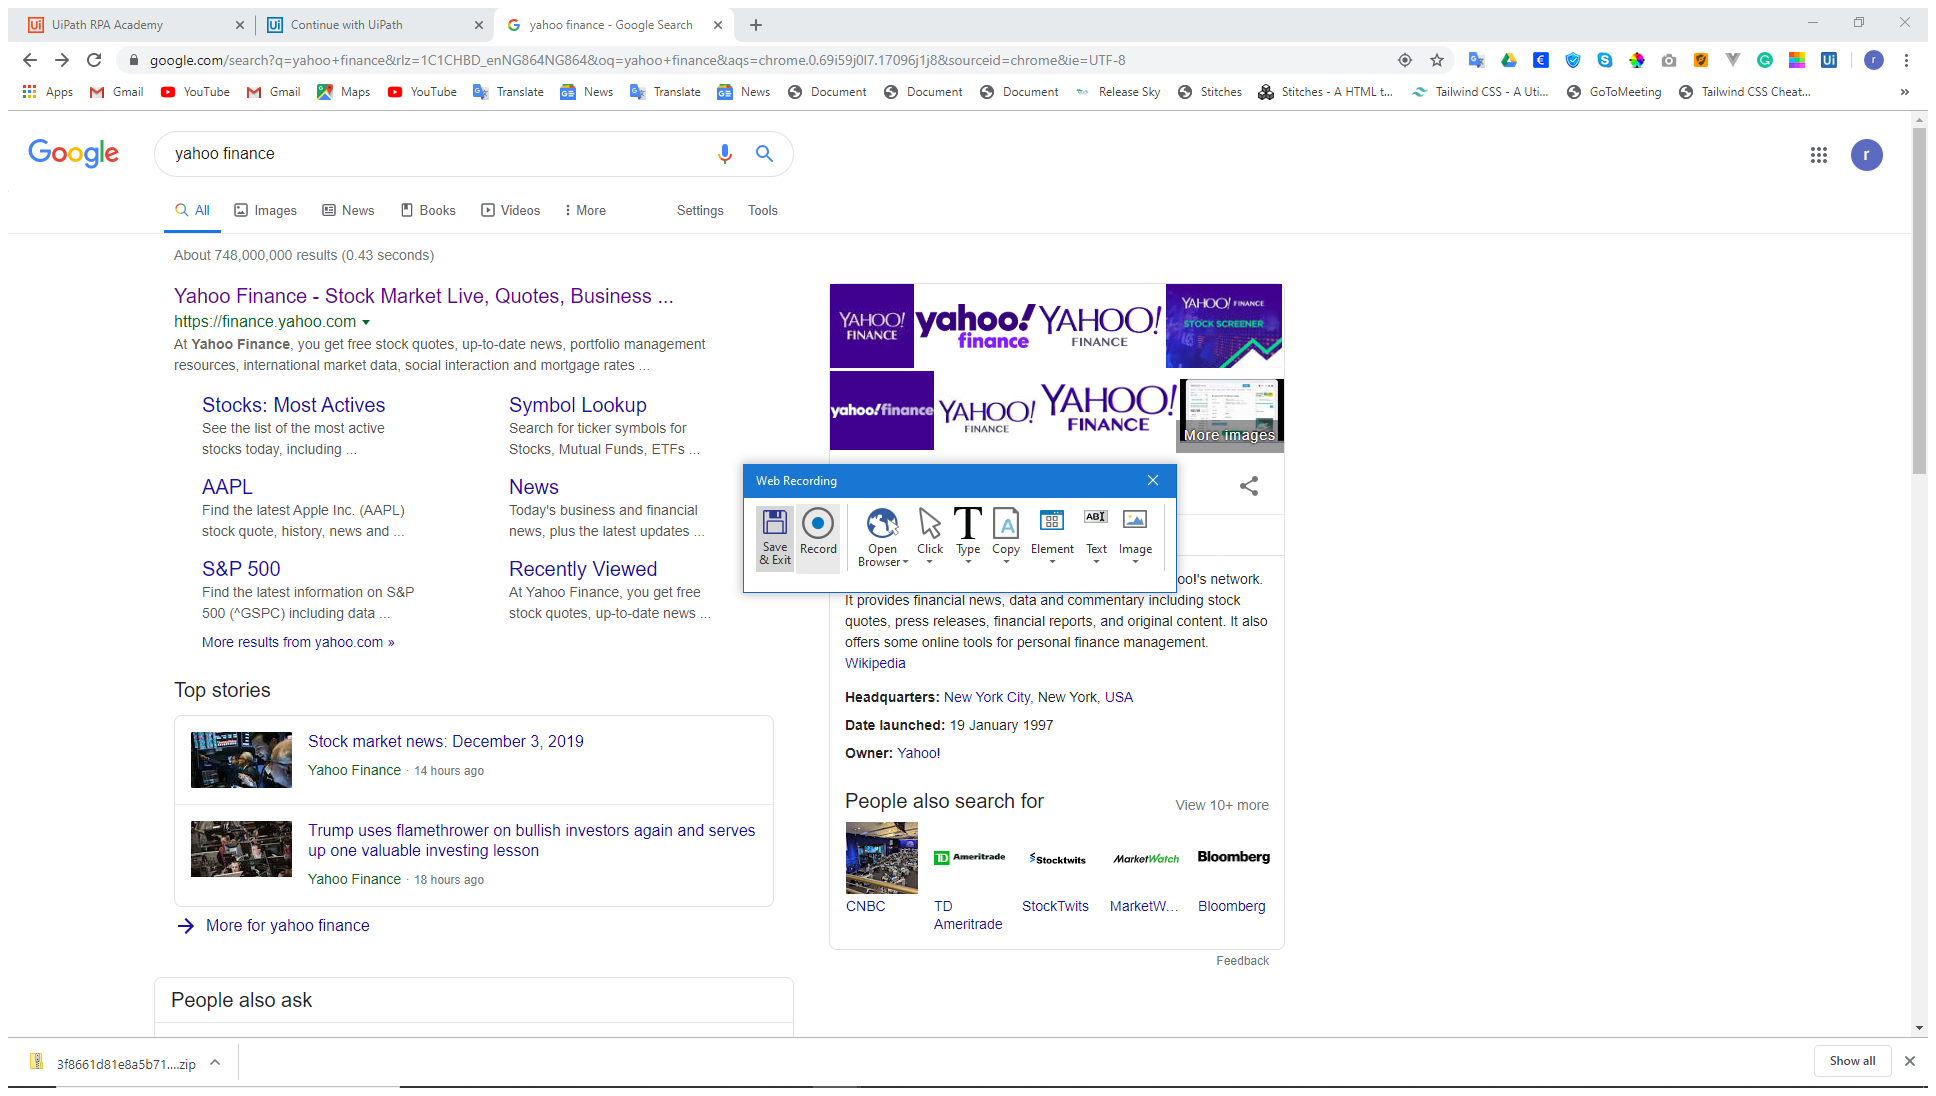 UiPath RPA Academy
Continue with UiPath
yahoo finance - Google Search
google.com/search?q=yahoo+finance&rlz=1C1CHBD_enNG864NG864&oq=yahoo+finance&aqs=chrome.0.69i59j0l7.17096j1j8&sourceid=chrome&ie=UTF-8
Apps Gmail YouTube Gmail Maps YouTube Translate News Translate News Document Document Document Release Sky Stitches Stitches - A HTML t... Tailwind CSS - A Uti... GoToMeeting Tailwind CSS Cheat... »
Google
yahoo finance
r
All Images News Books Videos More Settings Tools
About 748,000,000 results (0.43 seconds)
Yahoo Finance - Stock Market Live, Quotes, Business ...
https://finance.yahoo.com
At Yahoo Finance, you get free stock quotes, up-to-date news, portfolio management
resources, international market data, social interaction and mortgage rates ...
Stocks: Most Actives
See the list of the most active
stocks today, including ...
Symbol Lookup
Search for ticker symbols for
Stocks, Mutual Funds, ETFs ...
AAPL
Find the latest Apple Inc. (AAPL)
stock quote, history, news and ...
News
Today's business and financial
news, plus the latest updates ...
S&P 500
Find the latest information on S&P
500 (^GSPC) including data ...
Recently Viewed
At Yahoo Finance, you get free
stock quotes, up-to-date news ...
More results from yahoo.com »
Top stories
Stock market news: December 3, 2019
Yahoo Finance · 14 hours ago
Trump uses flamethrower on bullish investors again and serves
up one valuable investing lesson
Yahoo Finance · 18 hours ago
More for yahoo finance
People also ask
YAHOO!
FINANCE
yahoo!
finance
YAHOO!
FINANCE
YAHOO! FINANCE
STOCK SCREENER
yahoo!finance
YAHOO!
FINANCE
YAHOO!
FINANCE
More images
Web Recording
Save
& Exit
Record
Open
Browser
Click
T
Type
A
Copy
Element
ABI
Text
Image
oo!'s network.
It provides financial news, data and commentary including stock
quotes, press releases, financial reports, and original content. It also
offers some online tools for personal finance management.
Wikipedia
Headquarters: New York City, New York, USA
Date launched: 19 January 1997
Owner: Yahoo!
People also search for
View 10+ more
TD Ameritrade
Stocktwits
MarketWatch
Bloomberg
CNBC
TD
Ameritrade
StockTwits
MarketW...
Bloomberg
Feedback
3f8661d81e8a5b71....zip
Show all